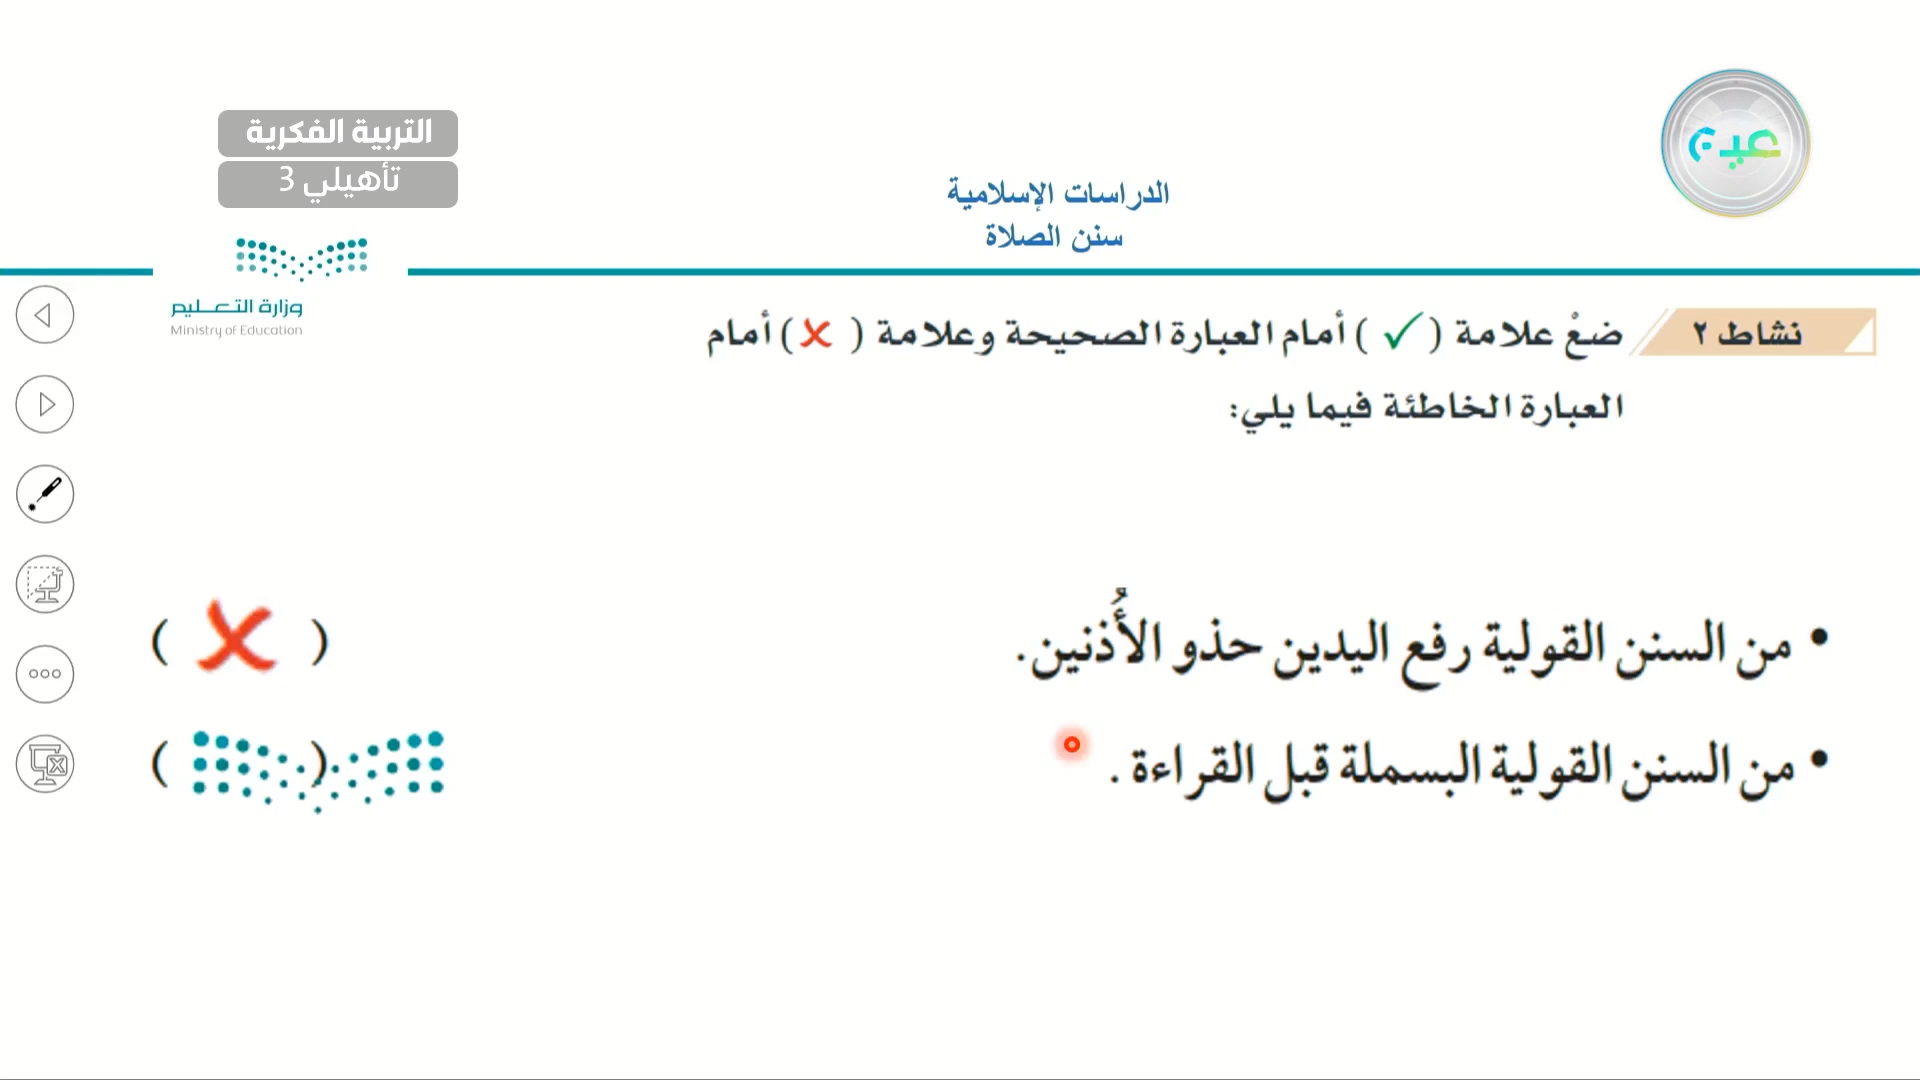 التربية الفكرية
تأهيلي 3
عين
الدراسات الإسلامية
سنن الصلاة
وزارة التعليم
Ministry of Education
نشاط ٢
ضعْ علامة (✓) أمام العبارة الصحيحة وعلامة (✗) أمام
العبارة الخاطئة فيما يلي:
• من السنن القولية رفع اليدين حذو الأُذنين. (✗)
• من السنن القولية البسملة قبل القراءة . ( )